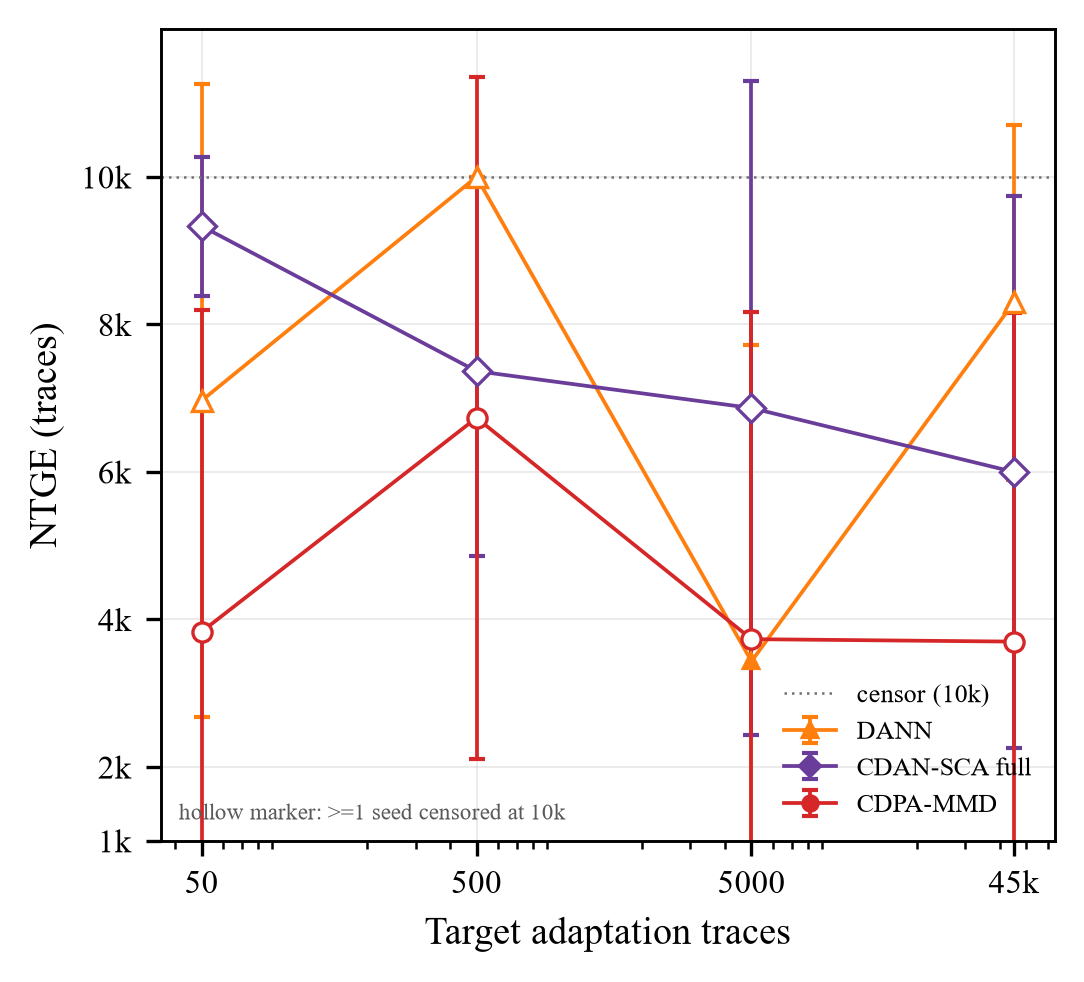 10k
8k
6k
4k
2k
1k
NTGE (traces)
censor (10k)
DANN
CDAN-SCA full
CDPA-MMD
hollow marker: >=1 seed censored at 10k
50
500
5000
45k
Target adaptation traces